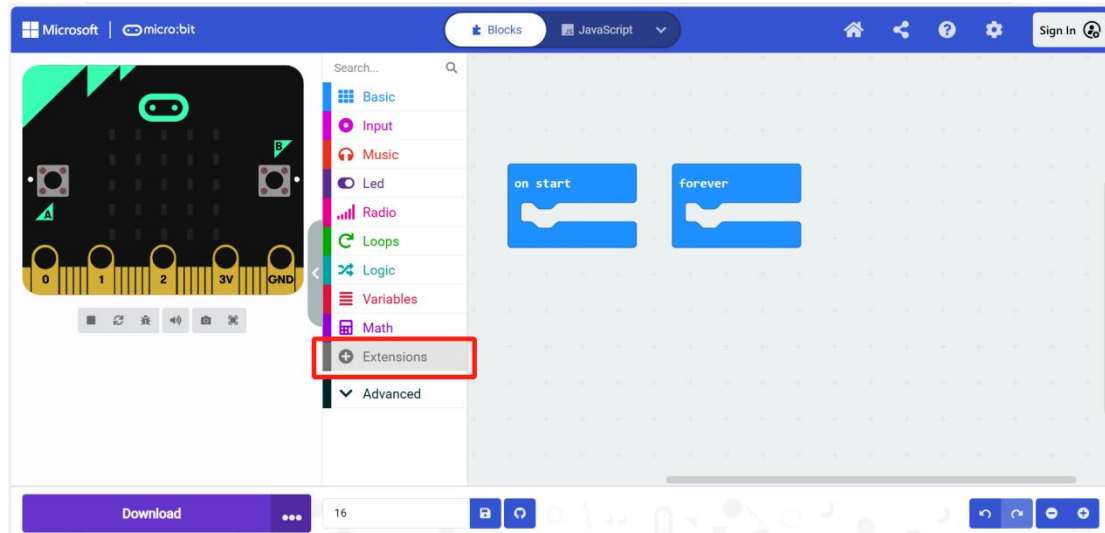 Microsoft | micro:bit
Blocks
JavaScript
Sign In
Search...
Basic
Input
Music
Led
Radio
Loops
Logic
Variables
Math
Extensions
Advanced
A
B
0 1 2 3V GND
on start
forever
Download
16